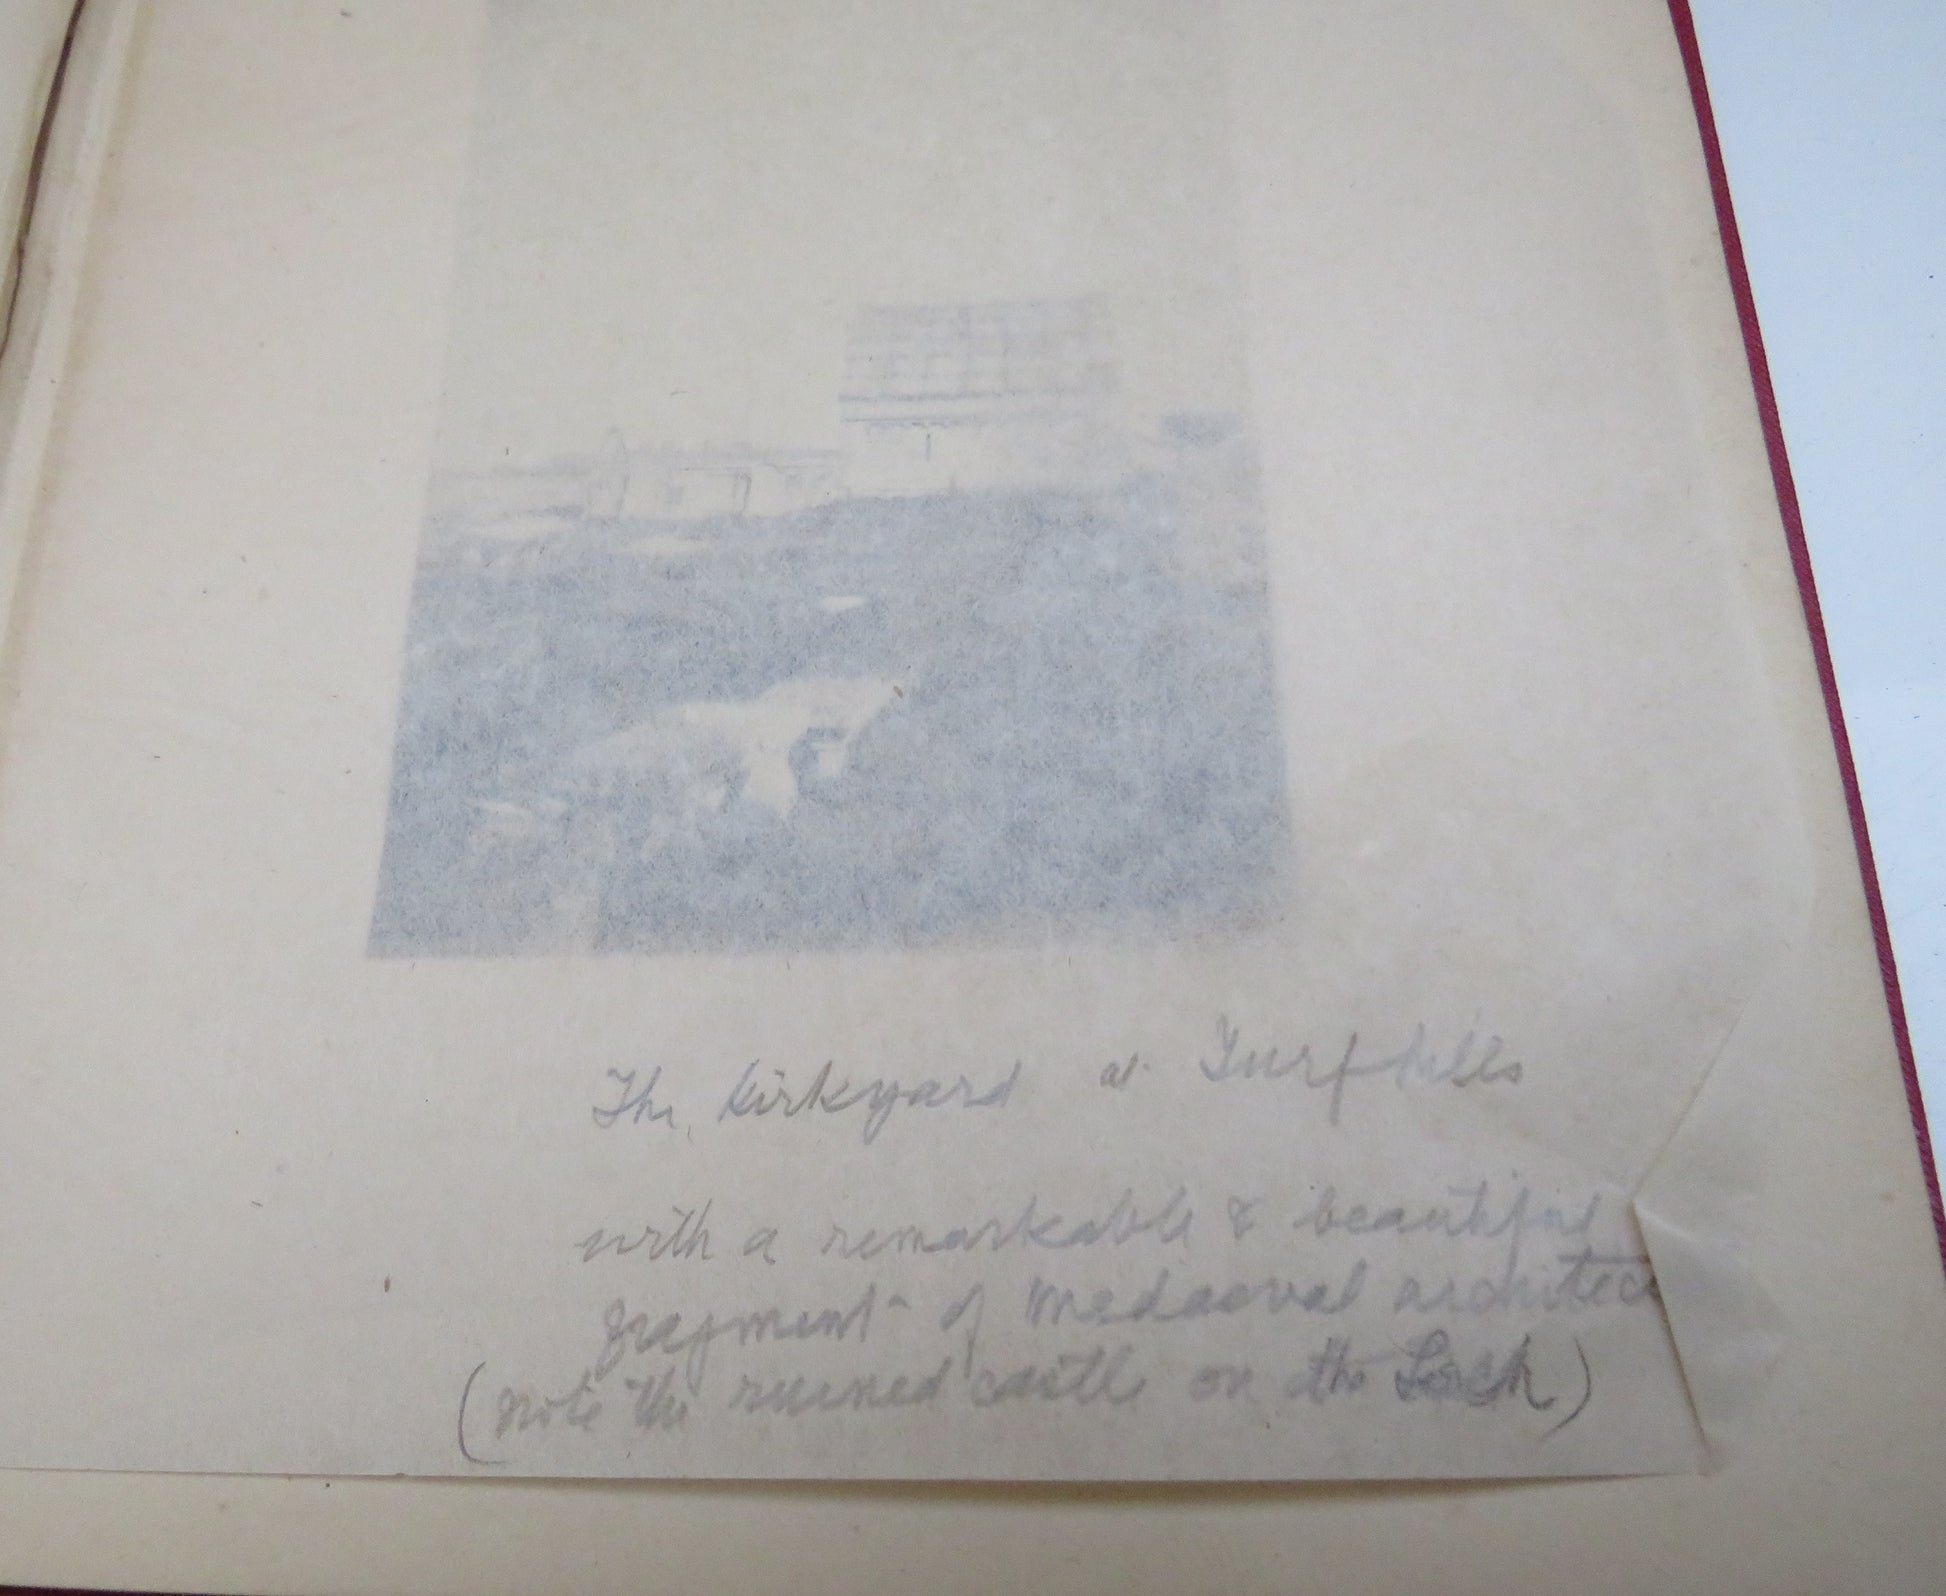 The Kirkyard at Turfhills
with a remarkable & beautiful
fragment of Mediaeval architec
(note the ruined castle on the Loch)